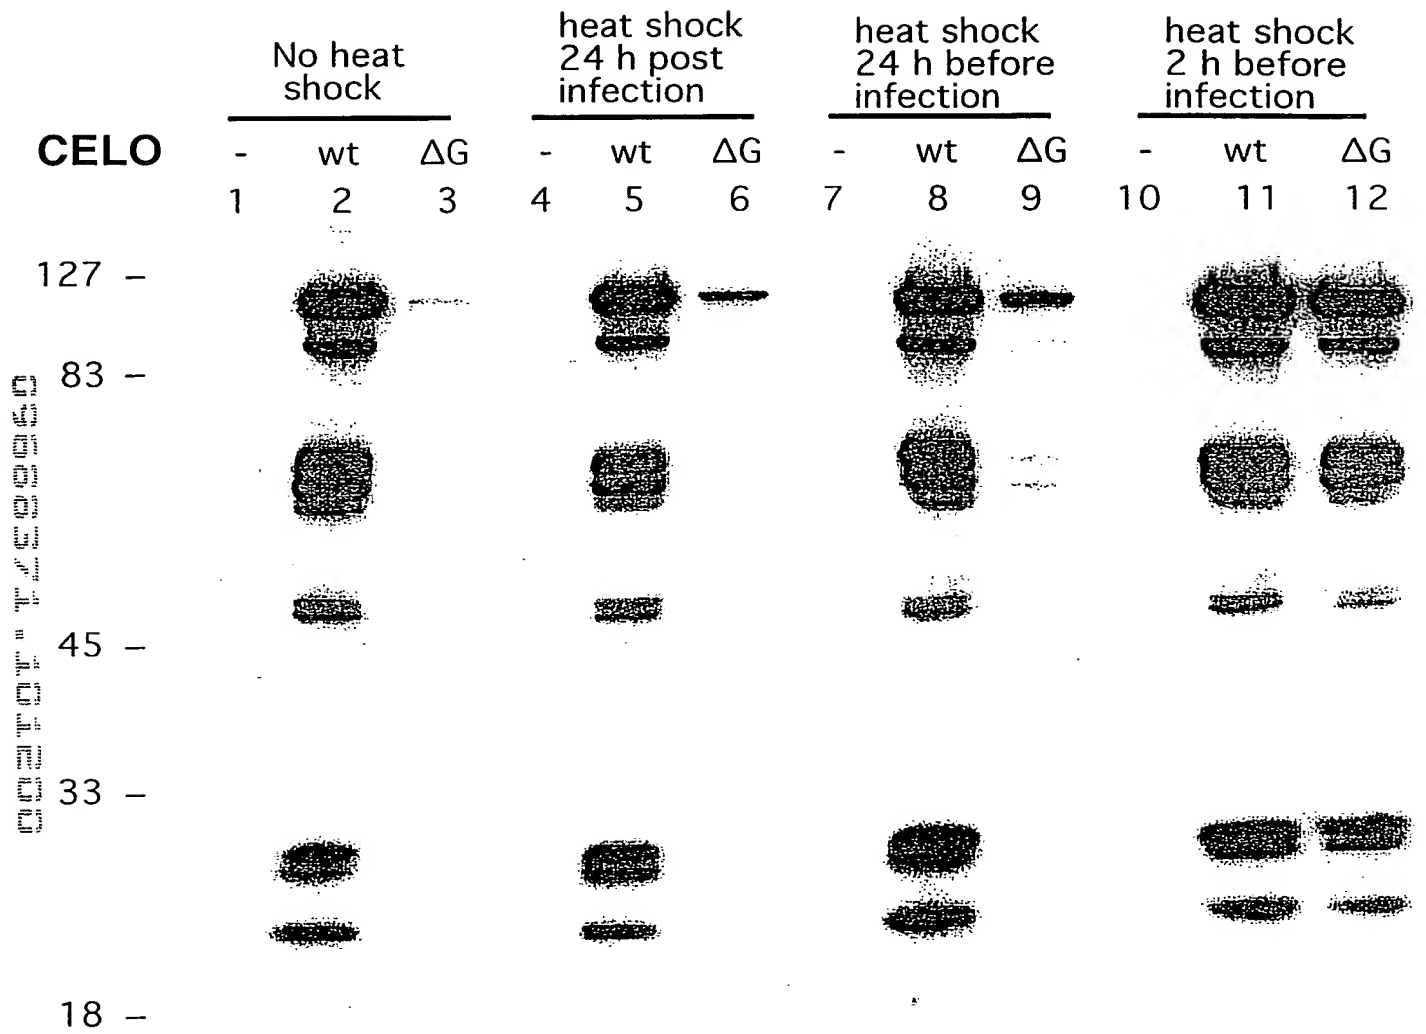 No heat
shock
heat shock
24 h post
infection
heat shock
24 h before
infection
heat shock
2 h before
infection
CELO - wt ΔG - wt ΔG - wt ΔG - wt ΔG
1 2 3 4 5 6 7 8 9 10 11 12
127 –
83 –
45 –
33 –
18 –
09686371.101200